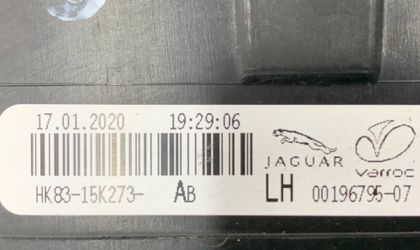 17.01.2020 19:29:06
JAGUAR varroc
HK83-15K273- AB LH 00196795-07